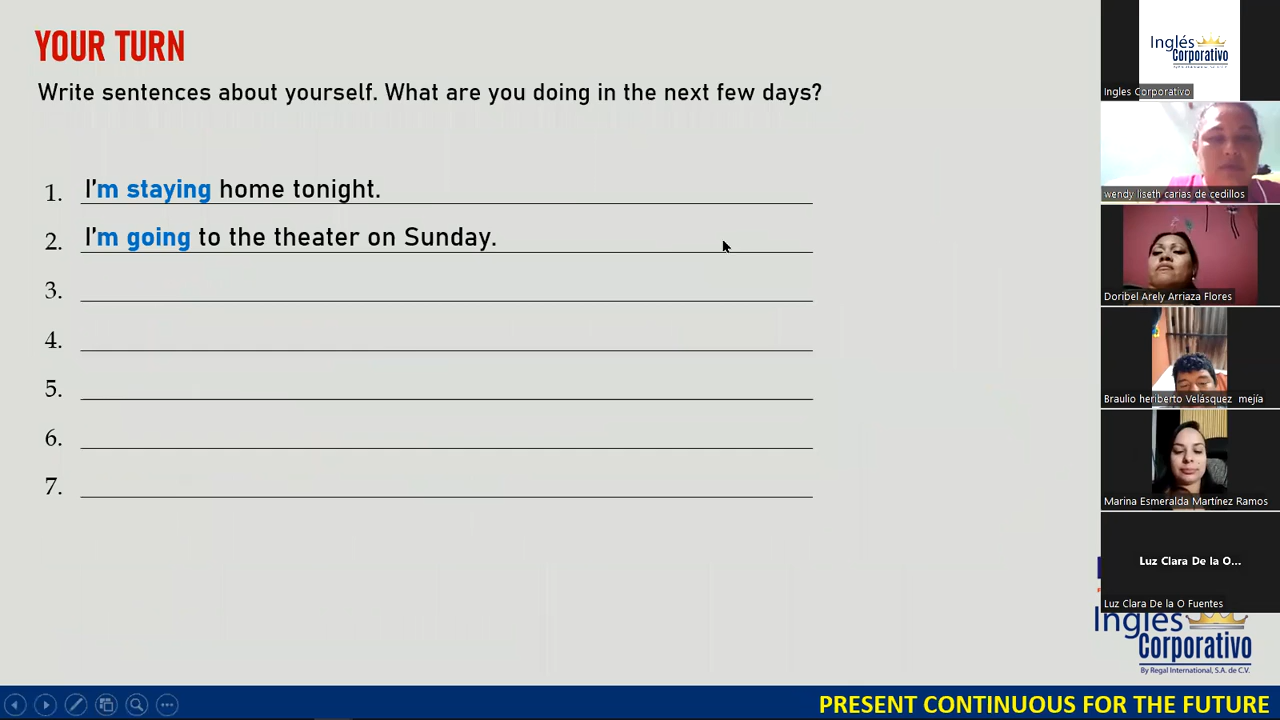 YOUR TURN
Write sentences about yourself. What are you doing in the next few days?
1. I'm staying home tonight.
2. I'm going to the theater on Sunday.
3.
4.
5.
6.
7.
Inglés
Corporativo
Ingles Corporativo
wendy liseth carias de cedillos
Doribel Arely Arriaza Flores
Braulio heriberto Velásquez mejía
Marina Esmeralda Martínez Ramos
Luz Clara De la O...
Luz Clara De la O Fuentes
Inglés
Corporativo
By Regal International, S.A. de C.V.
PRESENT CONTINUOUS FOR THE FUTURE